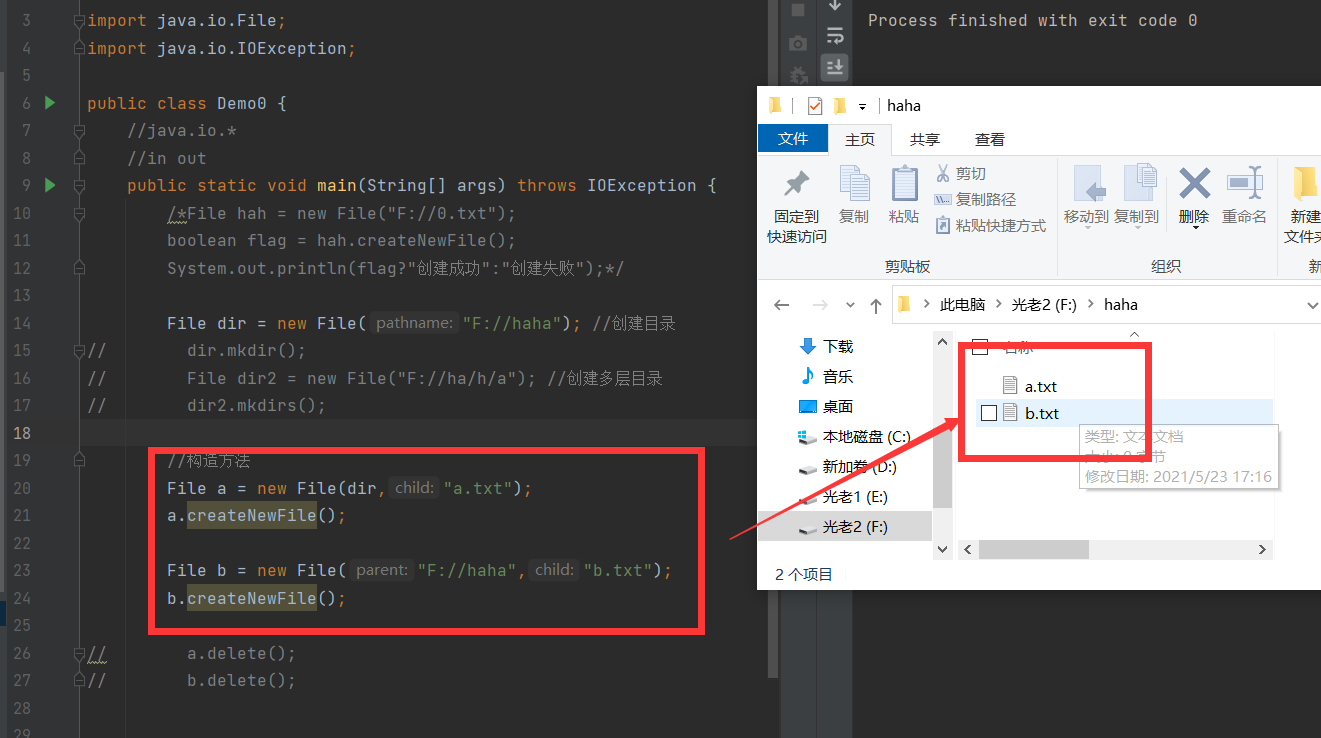 3 import java.io.File;
4 import java.io.IOException;
5
6 public class Demo0 {
7 //java.io.*
8 //in out
9 public static void main(String[] args) throws IOException {
10 /*File hah = new File("F://0.txt");
11 boolean flag = hah.createNewFile();
12 System.out.println(flag?"创建成功":"创建失败");*/
13
14 File dir = new File( pathname: "F://haha"); //创建目录
15 // dir.mkdir();
16 // File dir2 = new File("F://ha/h/a"); //创建多层目录
17 // dir2.mkdirs();
18
19 //构造方法
20 File a = new File(dir, child: "a.txt");
21 a.createNewFile();
22
23 File b = new File( parent: "F://haha", child: "b.txt");
24 b.createNewFile();
25
26 // a.delete();
27 // b.delete();
28
29
Process finished with exit code 0
haha
文件 主页 共享 查看
固定到
快速访问
复制
粘贴
剪切
复制路径
粘贴快捷方式
移动到 复制到
删除 重命名
新建
文件夹
剪贴板 组织 新
此电脑 光老2 (F:) haha
下载
音乐
桌面
本地磁盘 (C:)
新加卷 (D:)
光老1 (E:)
光老2 (F:)
名称
a.txt
b.txt
类型: 文本文档
大小: 0 字节
修改日期: 2021/5/23 17:16
2 个项目